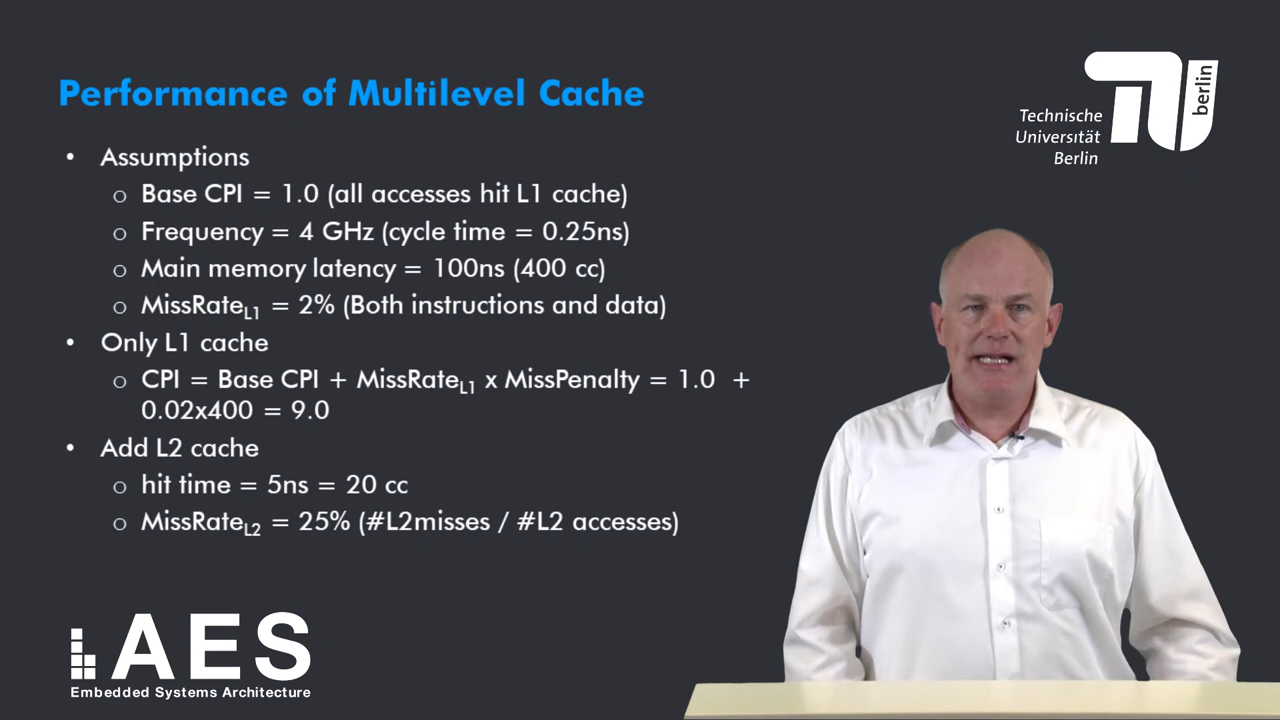 Performance of Multilevel Cache
• Assumptions
o Base CPI = 1.0 (all accesses hit L1 cache)
o Frequency = 4 GHz (cycle time = 0.25ns)
o Main memory latency = 100ns (400 cc)
o MissRateL1 = 2% (Both instructions and data)
• Only L1 cache
o CPI = Base CPI + MissRateL1 x MissPenalty = 1.0 +
0.02x400 = 9.0
• Add L2 cache
o hit time = 5ns = 20 cc
o MissRateL2 = 25% (#L2misses / #L2 accesses)
Technische
Universität
Berlin
berlin
AES
Embedded Systems Architecture